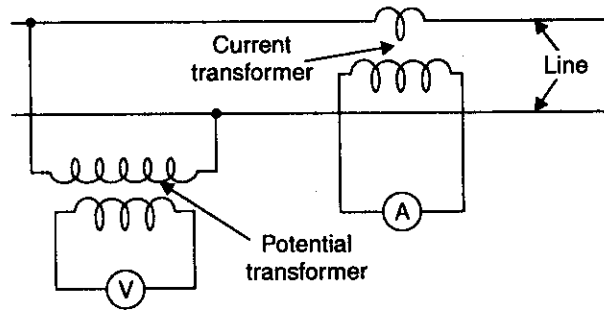 Current
transformer
Line
A
Potential
transformer
V